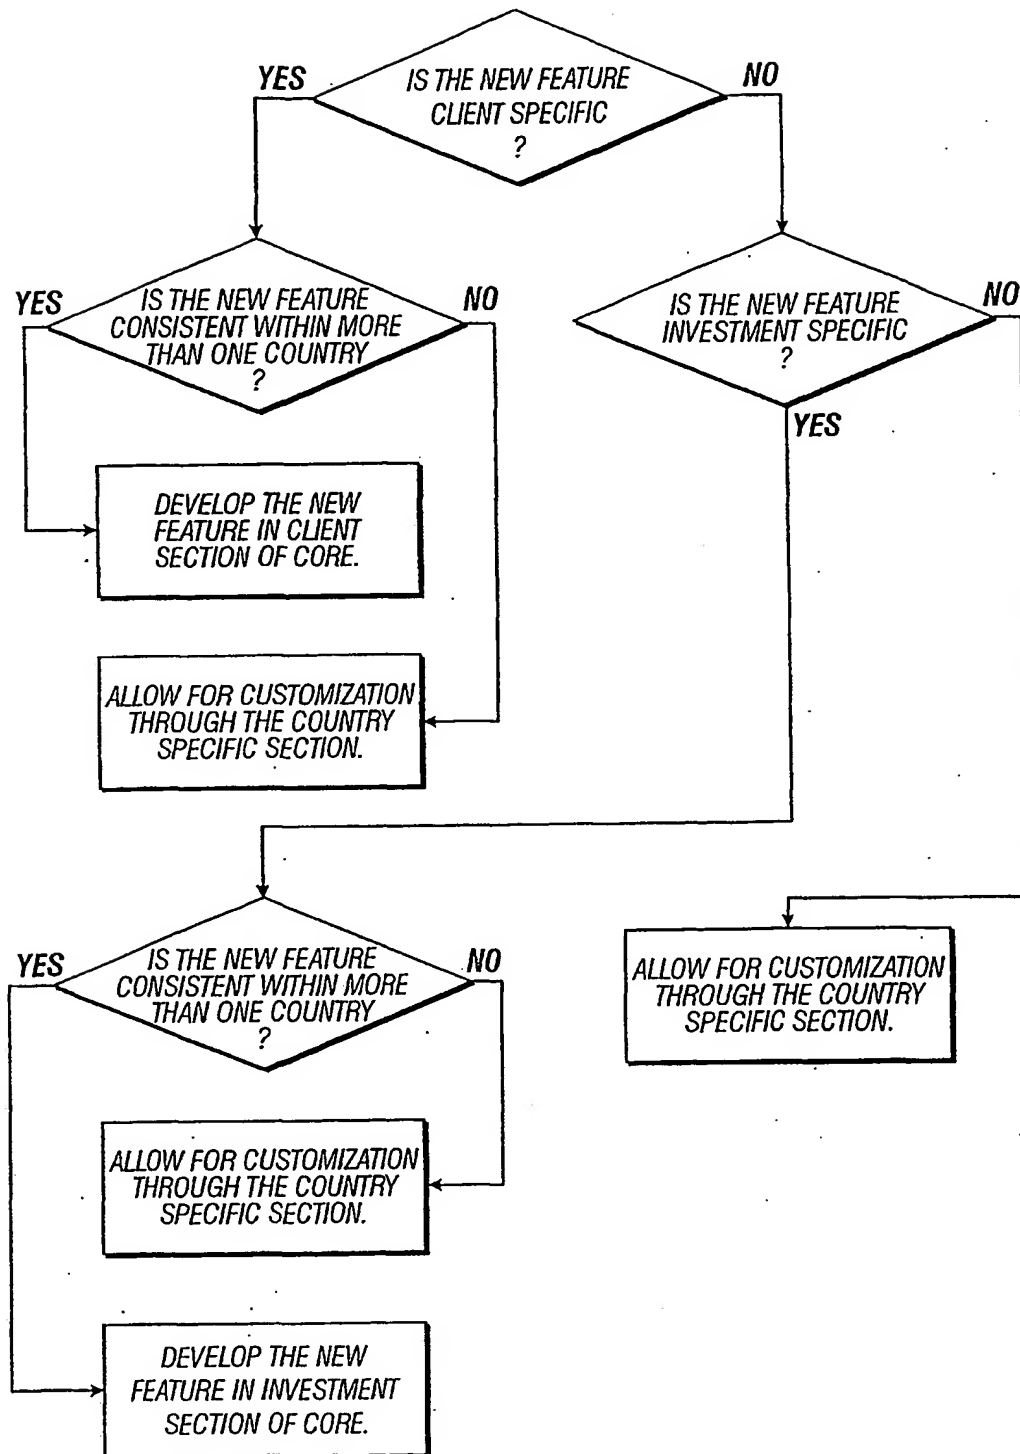 YES
IS THE NEW FEATURE
CLIENT SPECIFIC
?
NO
YES
IS THE NEW FEATURE
CONSISTENT WITHIN MORE
THAN ONE COUNTRY
?
NO
IS THE NEW FEATURE
INVESTMENT SPECIFIC
?
NO
YES
DEVELOP THE NEW
FEATURE IN CLIENT
SECTION OF CORE.
ALLOW FOR CUSTOMIZATION
THROUGH THE COUNTRY
SPECIFIC SECTION.
YES
IS THE NEW FEATURE
CONSISTENT WITHIN MORE
THAN ONE COUNTRY
?
NO
ALLOW FOR CUSTOMIZATION
THROUGH THE COUNTRY
SPECIFIC SECTION.
ALLOW FOR CUSTOMIZATION
THROUGH THE COUNTRY
SPECIFIC SECTION.
DEVELOP THE NEW
FEATURE IN INVESTMENT
SECTION OF CORE.